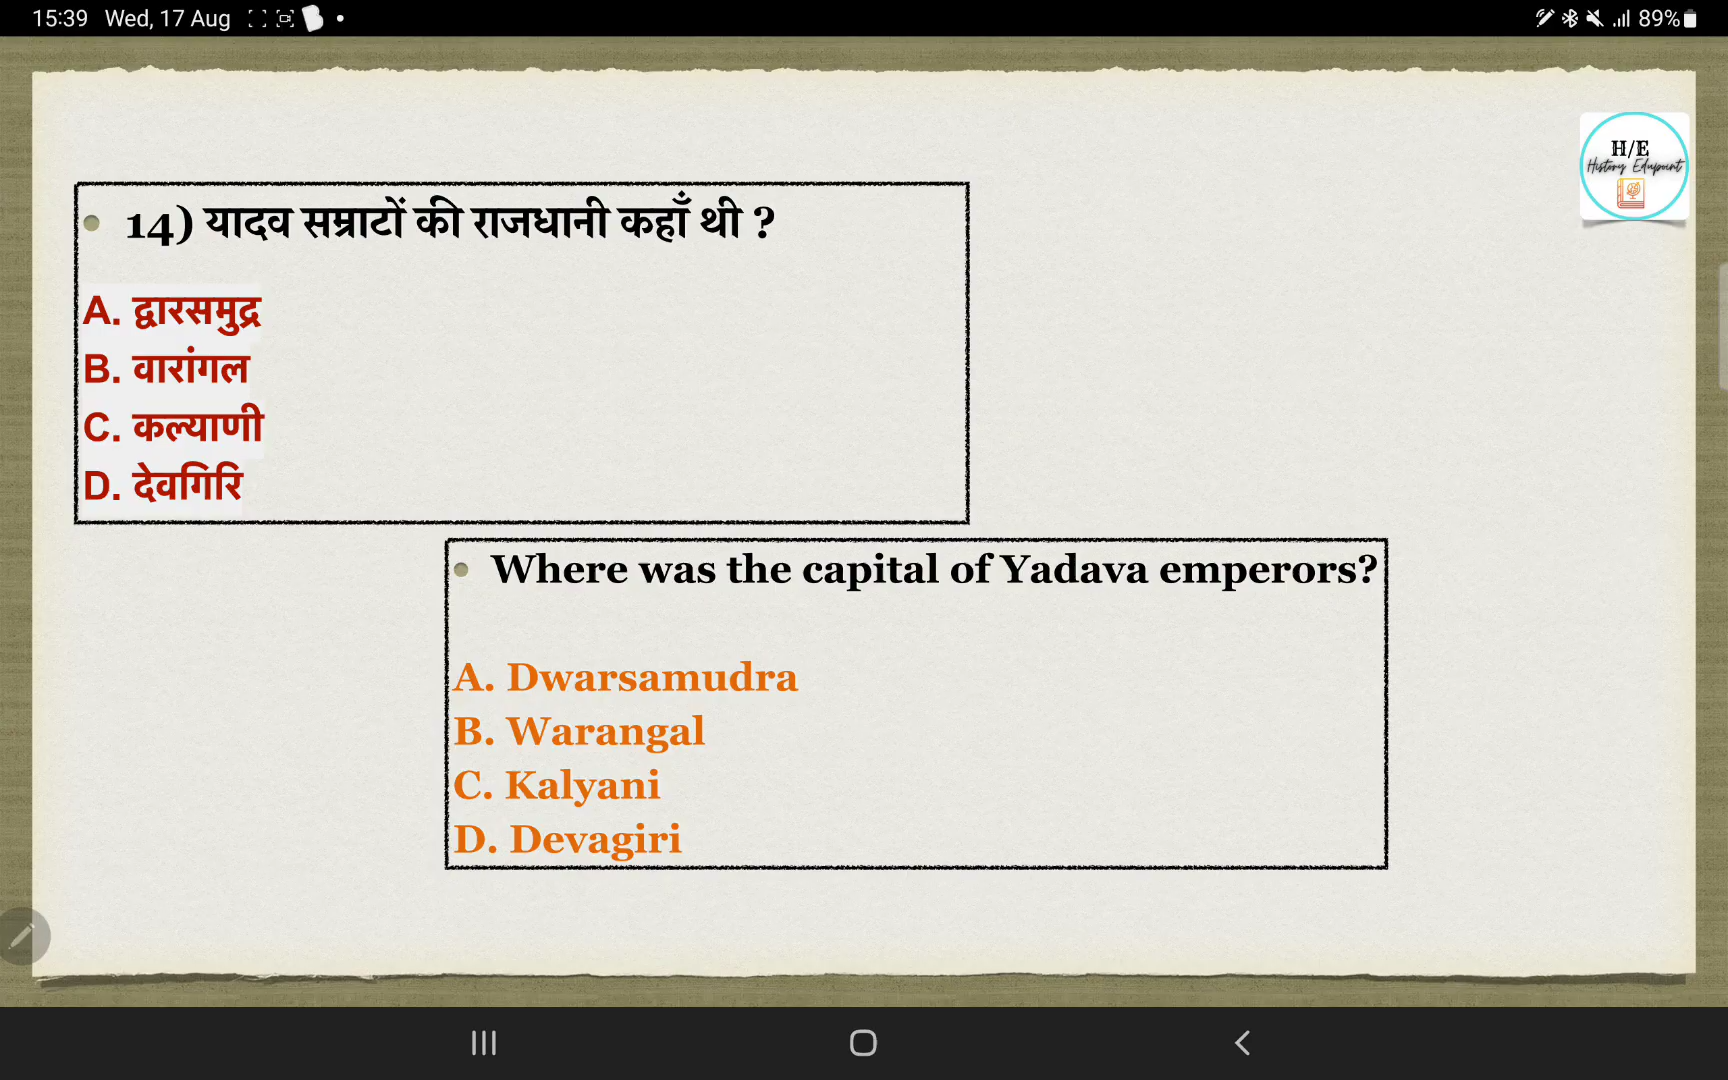 15:39 Wed, 17 Aug
89%
H/E
History Edupoint
14) यादव सम्राटों की राजधानी कहाँ थी ?
A. द्वारसमुद्र
B. वारांगल
C. कल्याणी
D. देवगिरि
Where was the capital of Yadava emperors?
A. Dwarsamudra
B. Warangal
C. Kalyani
D. Devagiri